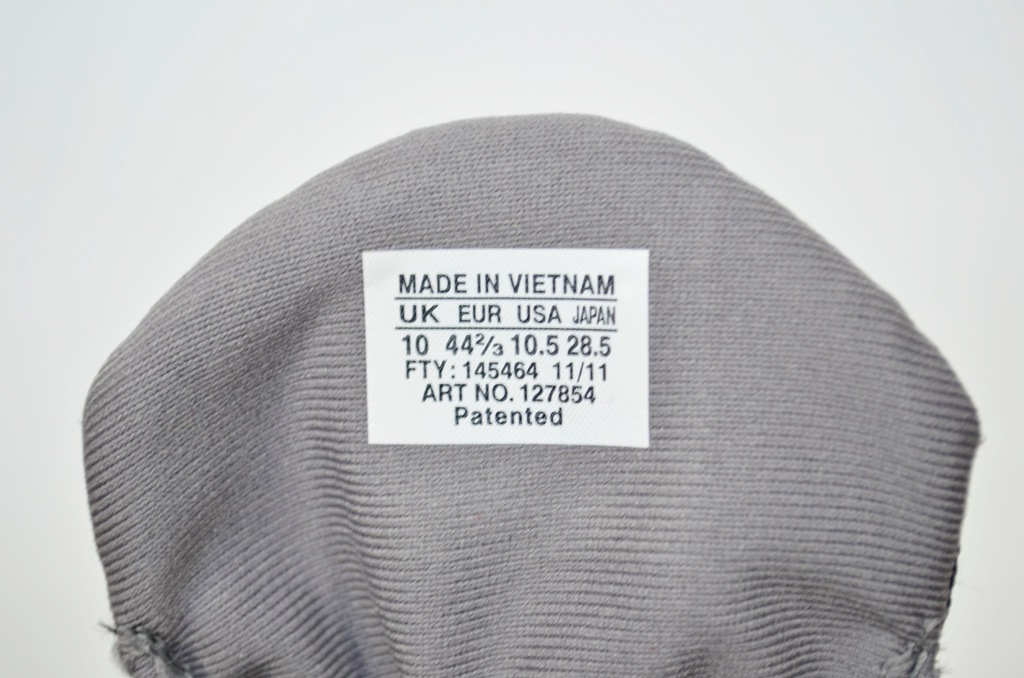 MADE IN VIETNAM
UK EUR USA JAPAN
10 44⅔ 10.5 28.5
FTY: 145464 11/11
ART NO. 127854
Patented